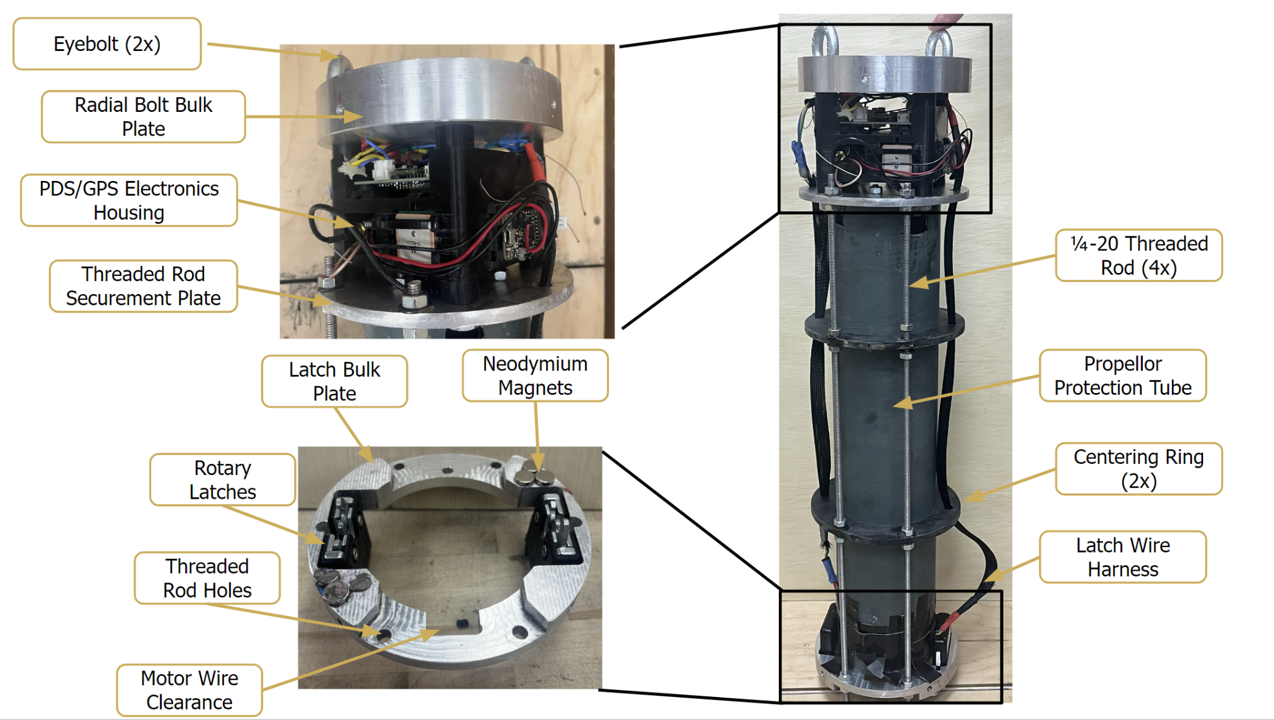 Eyebolt (2x)
Radial Bolt Bulk
Plate
PDS/GPS Electronics
Housing
Threaded Rod
Securement Plate
Latch Bulk
Plate
Neodymium
Magnets
Rotary
Latches
Threaded
Rod Holes
Motor Wire
Clearance
¼-20 Threaded
Rod (4x)
Propellor
Protection Tube
Centering Ring
(2x)
Latch Wire
Harness